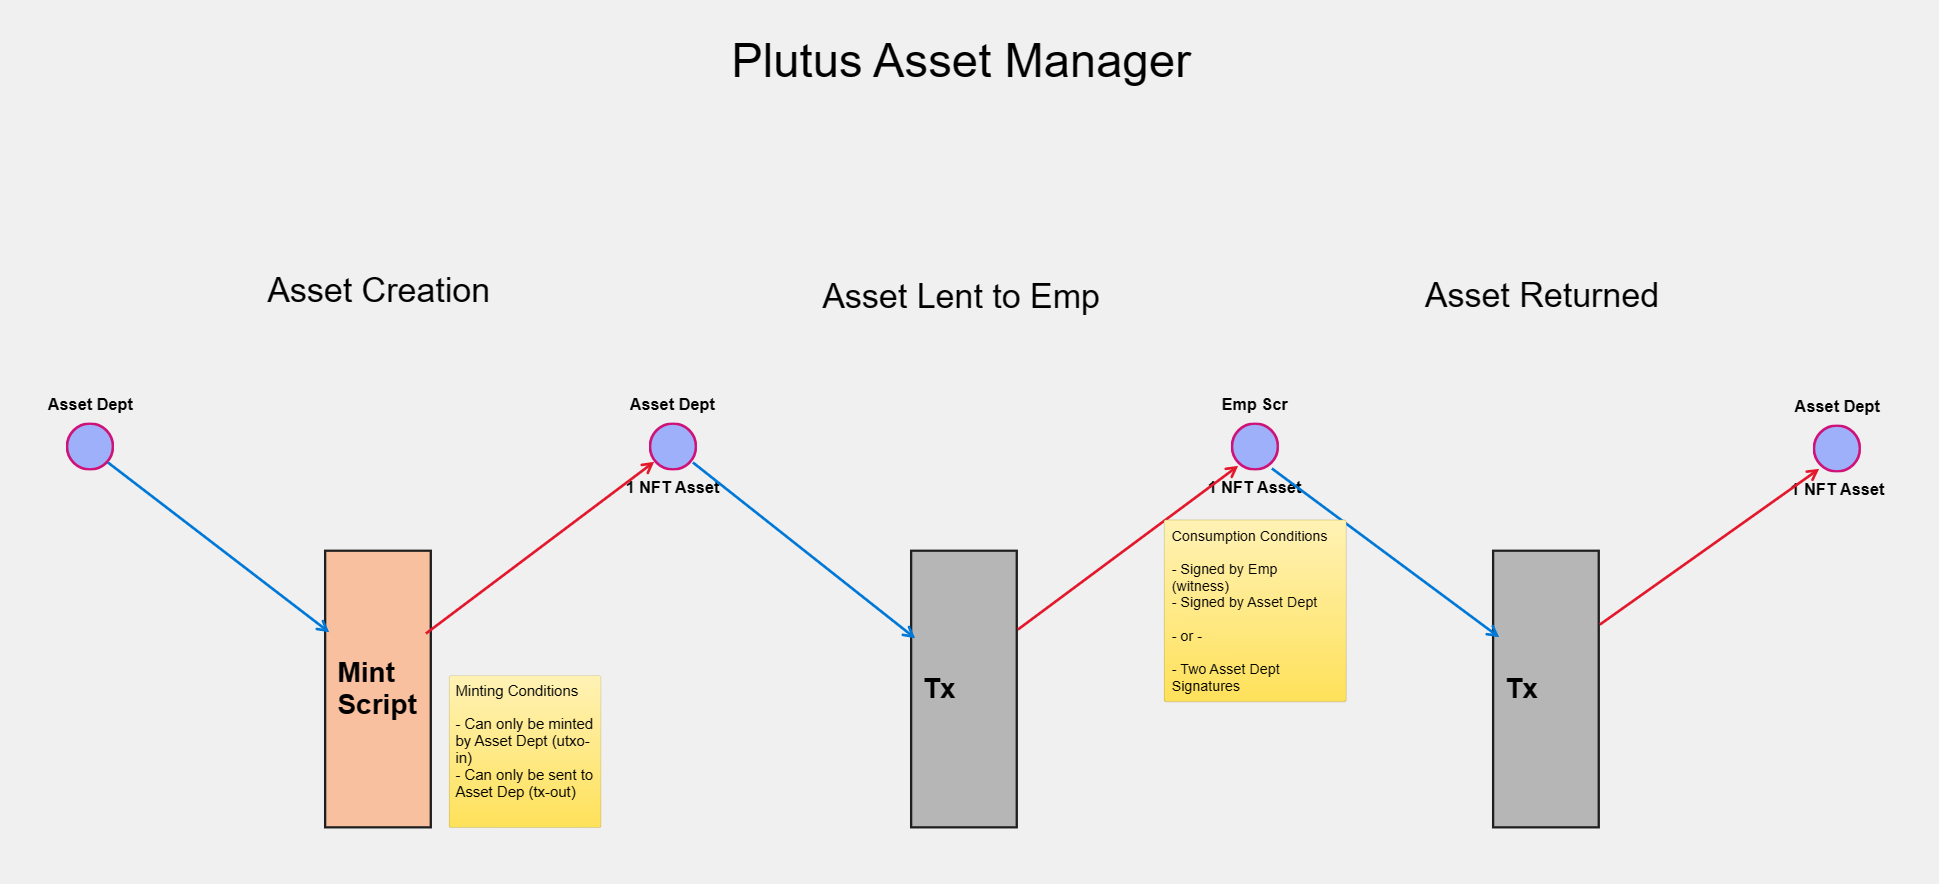 Plutus Asset Manager
Asset Creation
Asset Lent to Emp
Asset Returned
Asset Dept
Asset Dept
1 NFT Asset
Emp Scr
1 NFT Asset
Asset Dept
1 NFT Asset
Mint
Script
Minting Conditions
- Can only be minted
by Asset Dept (utxo-
in)
- Can only be sent to
Asset Dep (tx-out)
Tx
Consumption Conditions
- Signed by Emp
(witness)
- Signed by Asset Dept
- or -
- Two Asset Dept
Signatures
Tx